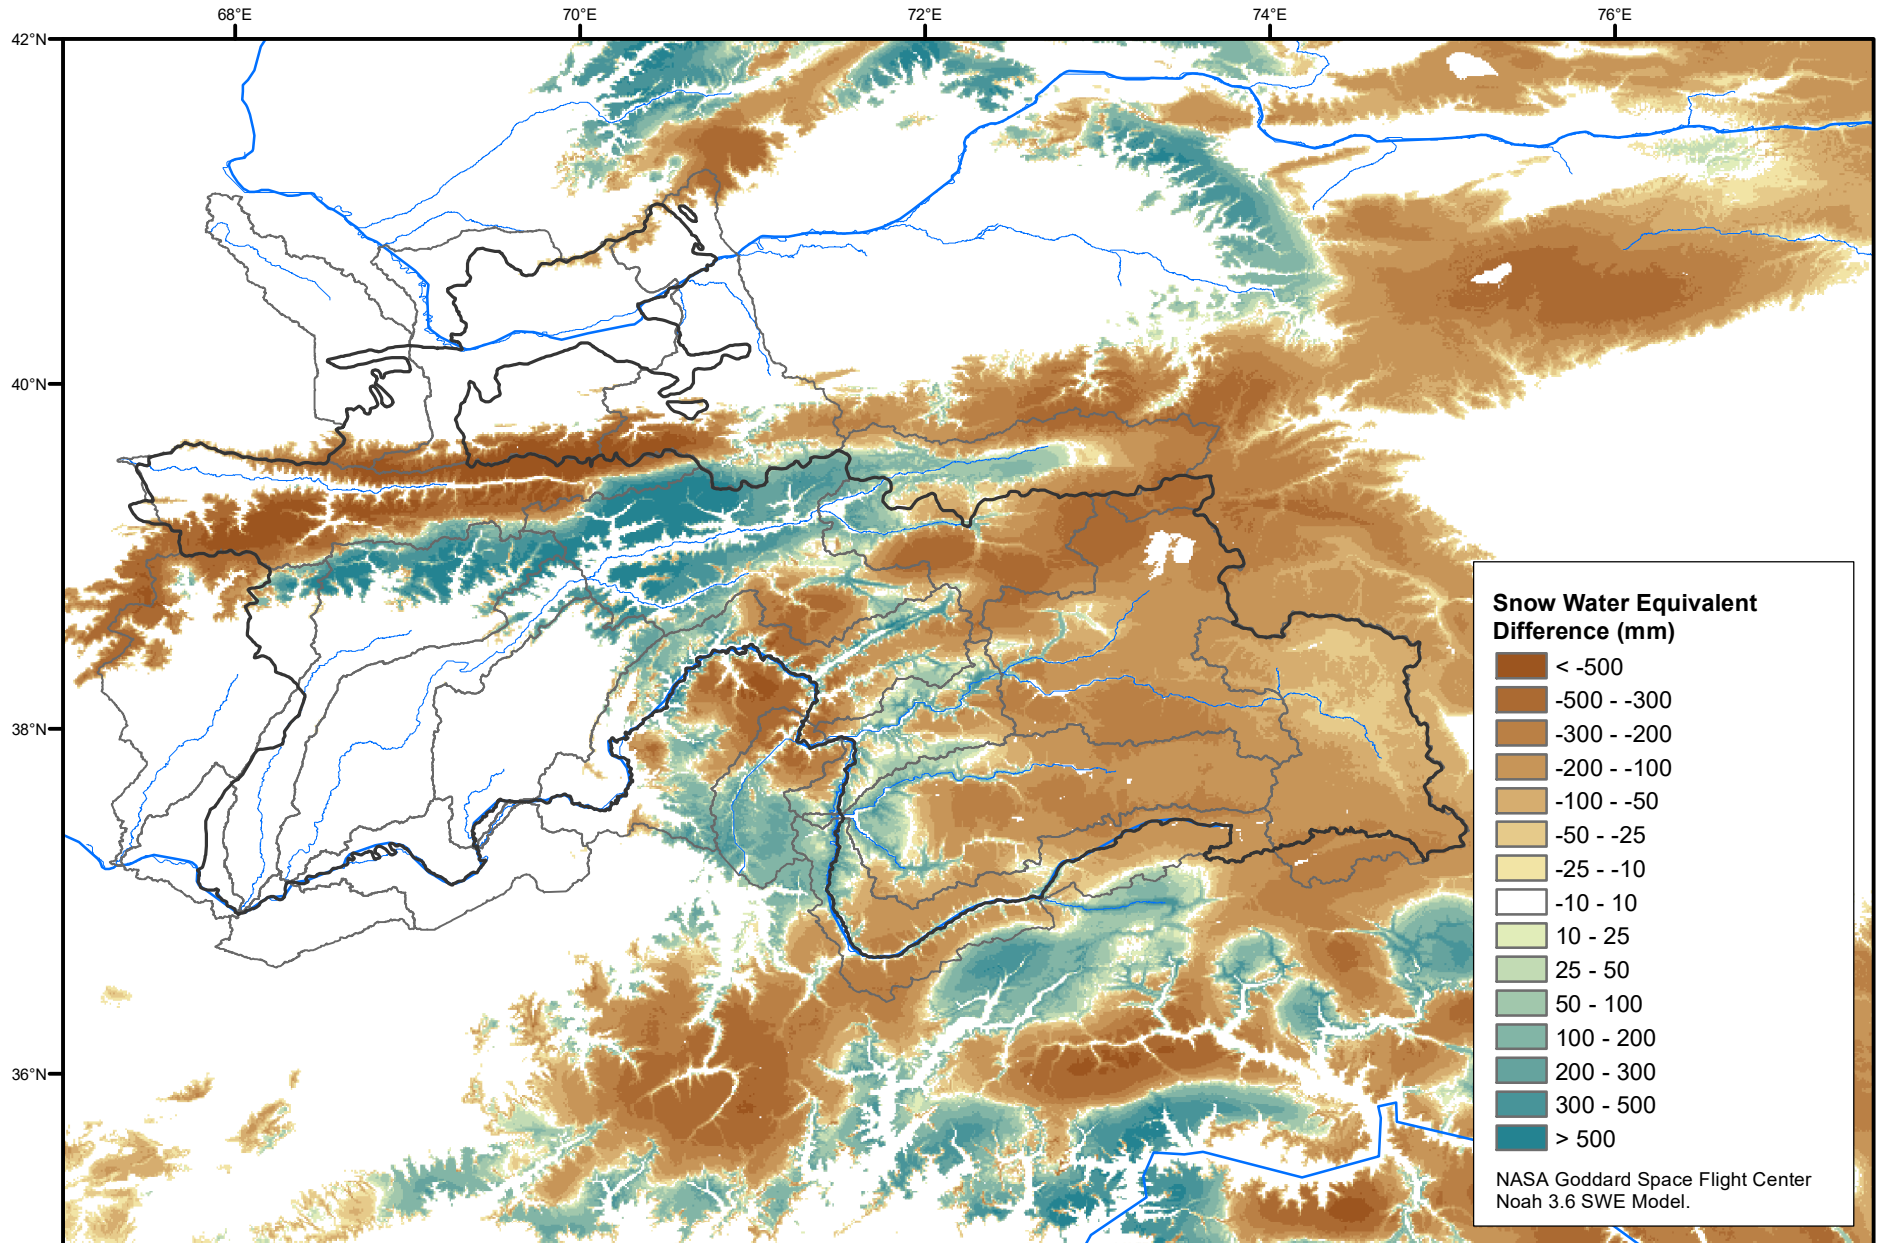 68°E
70°E
72°E
74°E
76°E
42°N
40°N
38°N
36°N
Snow Water Equivalent
Difference (mm)
< -500
-500 - -300
-300 - -200
-200 - -100
-100 - -50
-50 - -25
-25 - -10
-10 - 10
10 - 25
25 - 50
50 - 100
100 - 200
200 - 300
300 - 500
> 500
NASA Goddard Space Flight Center
Noah 3.6 SWE Model.